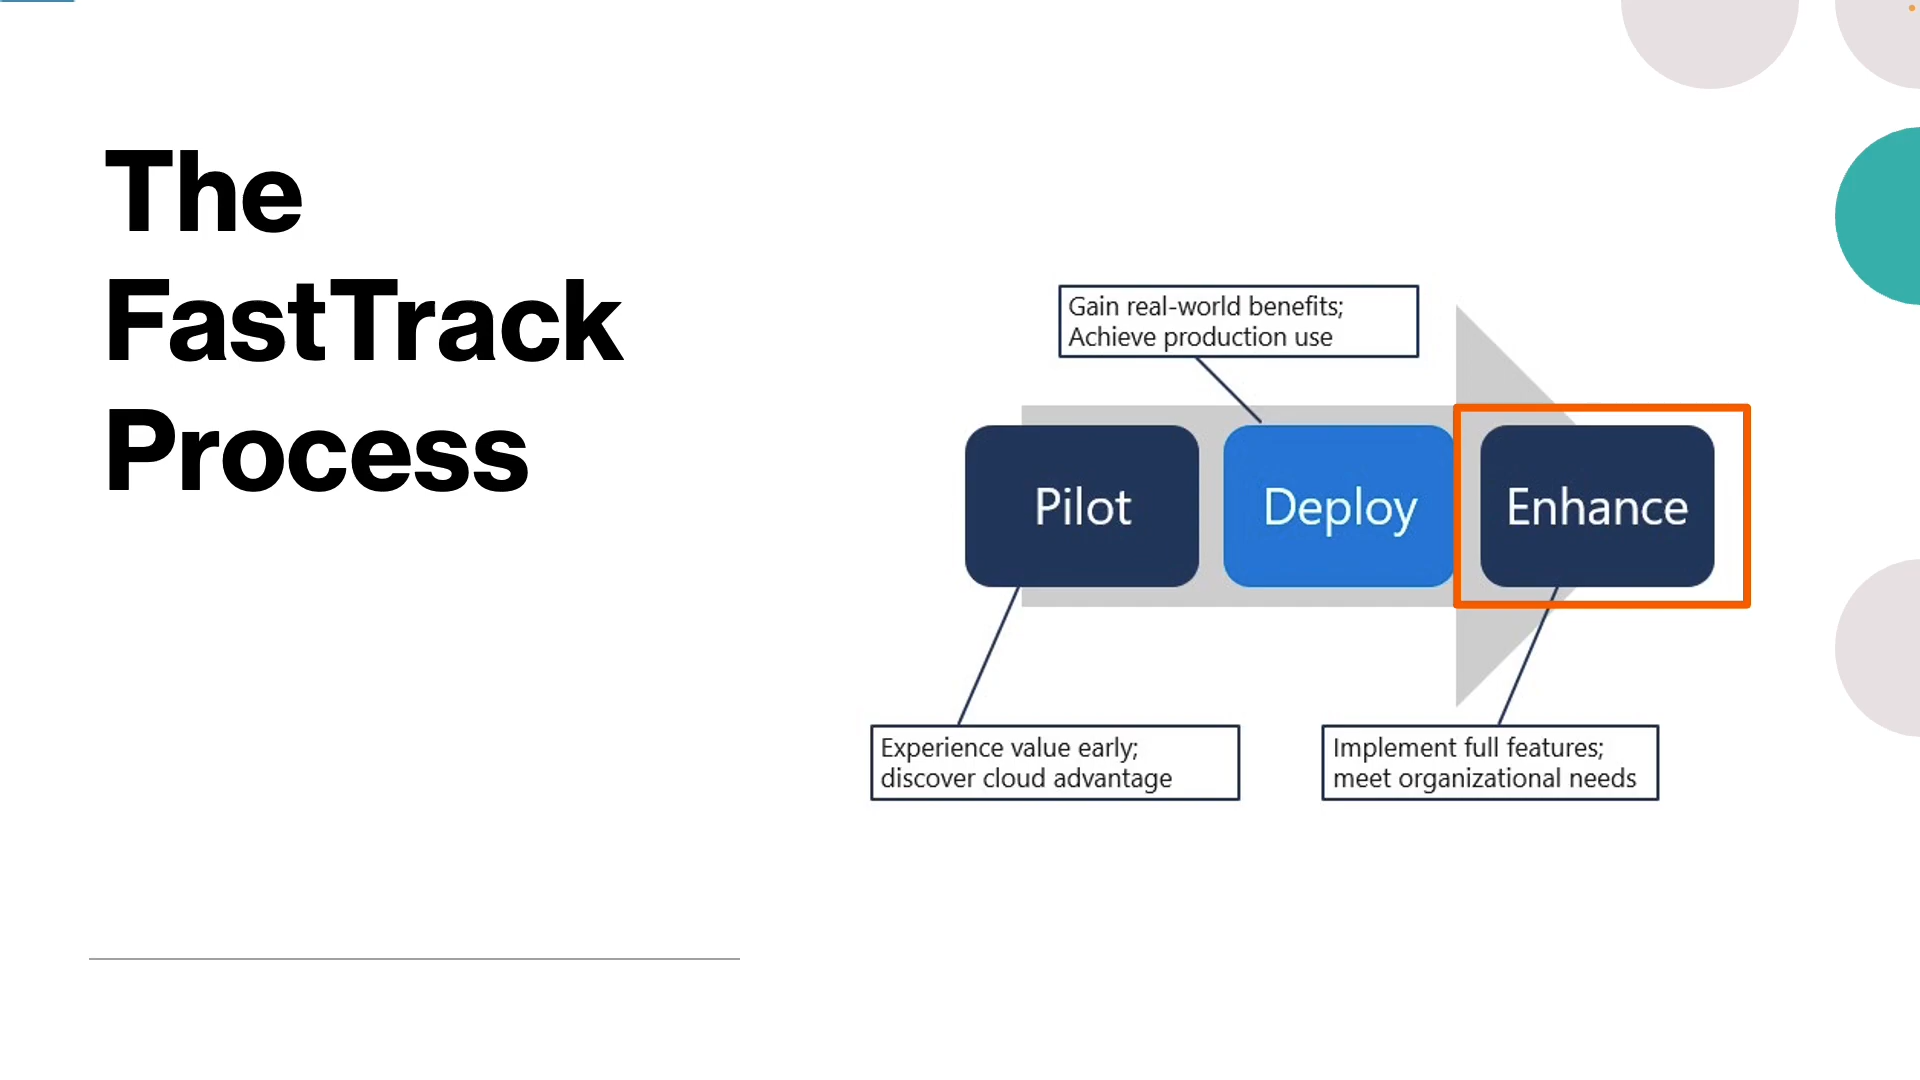 The
FastTrack
Process
Gain real-world benefits;
Achieve production use
Pilot
Deploy
Enhance
Experience value early;
discover cloud advantage
Implement full features;
meet organizational needs